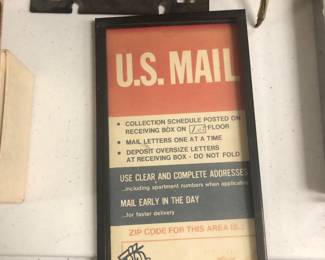 U.S. MAIL
• COLLECTION SCHEDULE POSTED ON
RECEIVING BOX ON 1st FLOOR
• MAIL LETTERS ONE AT A TIME
• DEPOSIT OVERSIZE LETTERS
AT RECEIVING BOX - DO NOT FOLD
USE CLEAR AND COMPLETE ADDRESSES
...including apartment numbers when applicable
MAIL EARLY IN THE DAY
...for faster delivery
ZIP CODE FOR THIS AREA IS